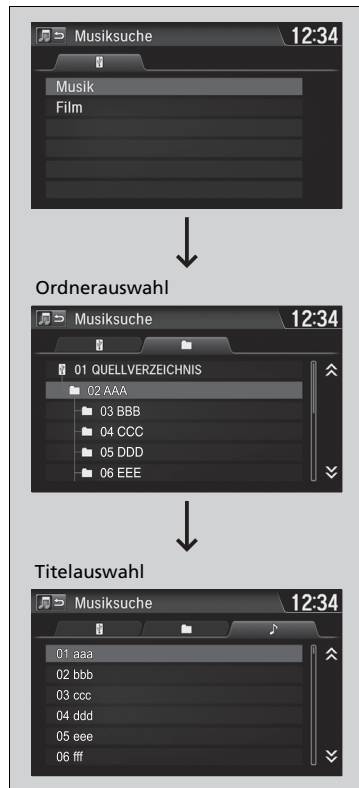 Musiksuche 12:34
Musik
Film
Ordnerauswahl
Musiksuche 12:34
01 QUELLVERZEICHNIS
02 AAA
03 BBB
04 CCC
05 DDD
06 EEE
Titelauswahl
Musiksuche 12:34
01 aaa
02 bbb
03 ccc
04 ddd
05 eee
06 fff